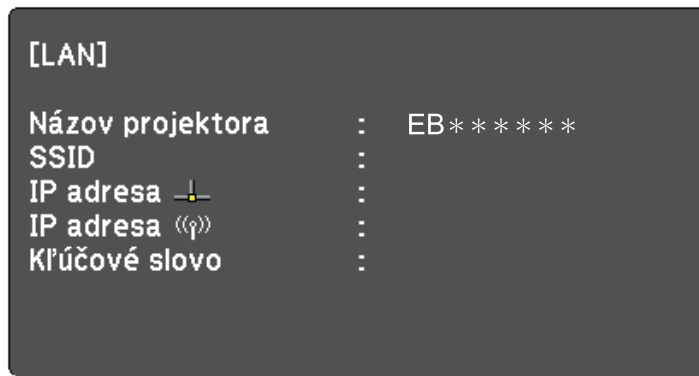 [LAN]
Názov projektora : EB******
SSID :
IP adresa :
IP adresa :
Kľúčové slovo :